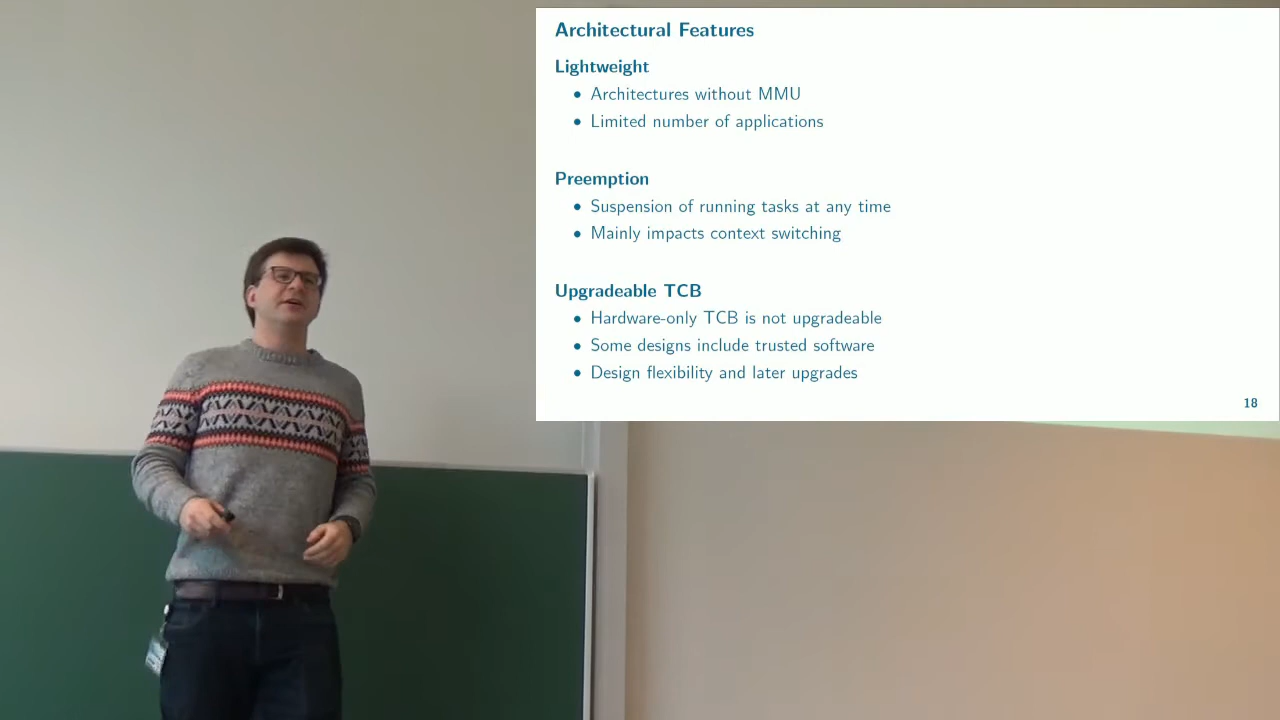 Architectural Features
Lightweight
• Architectures without MMU
• Limited number of applications
Preemption
• Suspension of running tasks at any time
• Mainly impacts context switching
Upgradeable TCB
• Hardware-only TCB is not upgradeable
• Some designs include trusted software
• Design flexibility and later upgrades
18